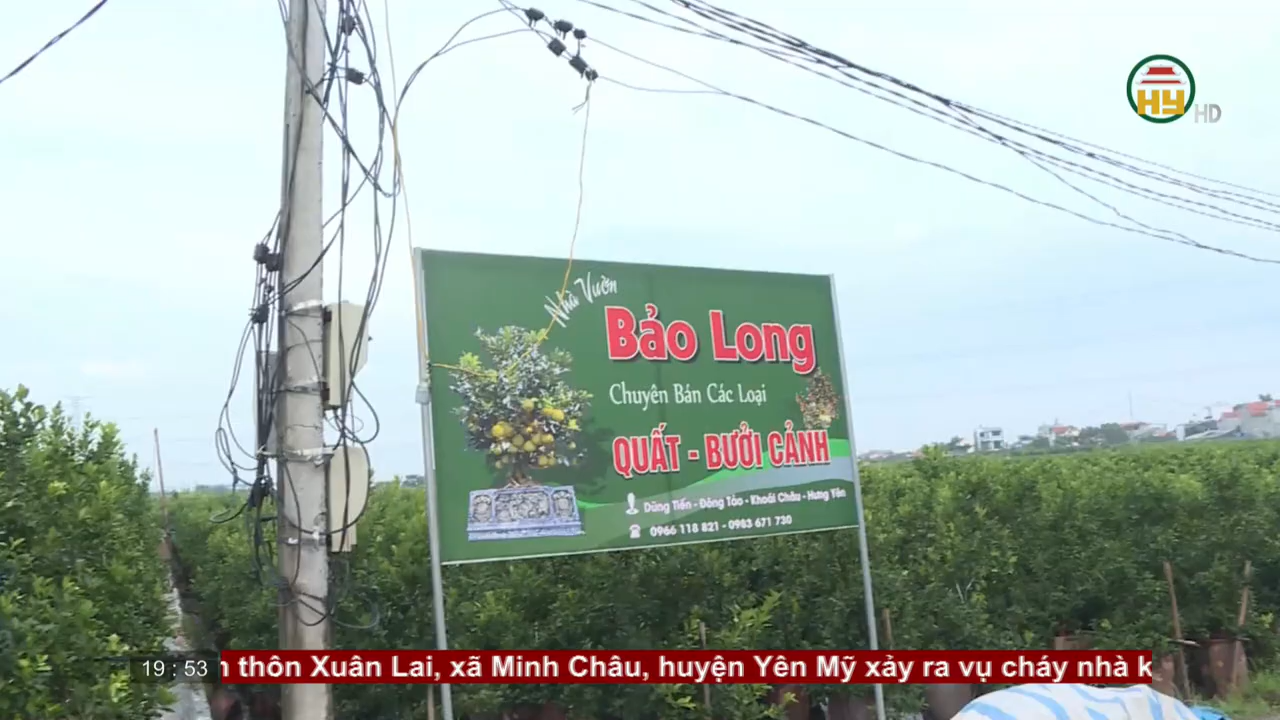 HY HD
Nhà Vườn
Bảo Long
Chuyên Bán Các Loại
QUẤT - BƯỞI CẢNH
Dũng Tiến - Đông Tảo - Khoái Châu - Hưng Yên
0966 118 821 - 0983 671 730
19 : 53 thôn Xuân Lai, xã Minh Châu, huyện Yên Mỹ xảy ra vụ cháy nhà